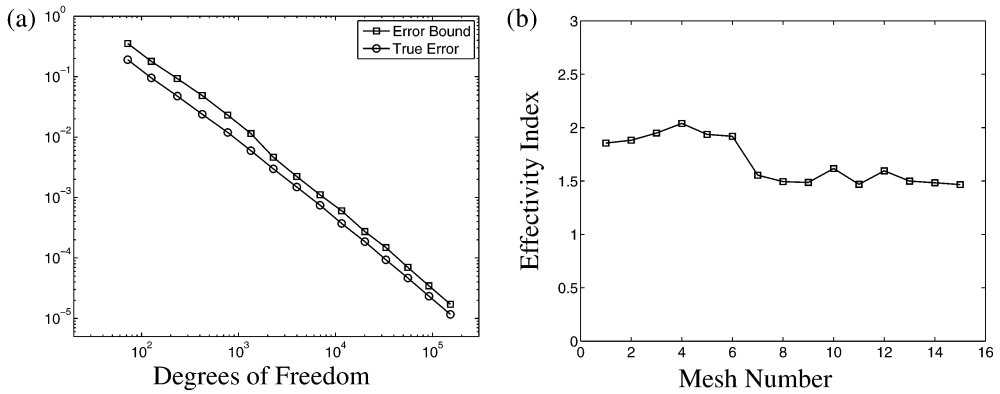 (a)
10^0
10^-1
10^-2
10^-3
10^-4
10^-5
Error Bound
True Error
10^2 10^3 10^4 10^5
Degrees of Freedom
(b)
3
2.5
2
1.5
1
0.5
0
Effectivity Index
0 2 4 6 8 10 12 14 16
Mesh Number